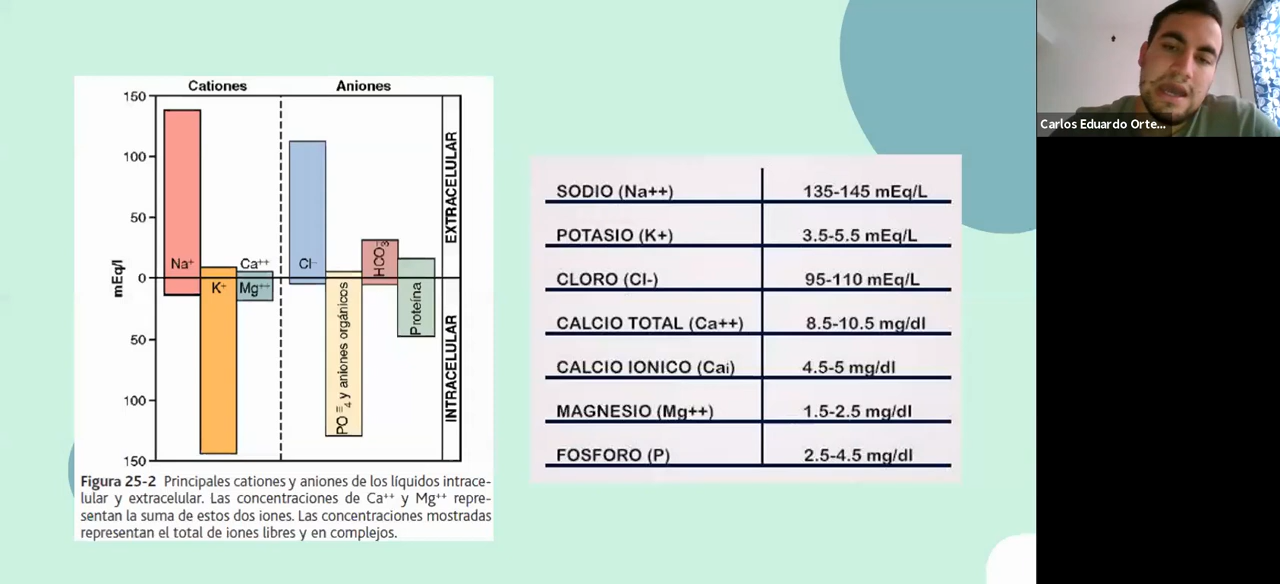 Cationes Aniones
150
100
50
0
50
100
150
mEq/l
Na⁺
K⁺
Ca⁺⁺
Mg⁺⁺
Cl⁻
PO₄≡ y aniones orgánicos
HCO₃⁻
Proteína
EXTRACELULAR
INTRACELULAR
Figura 25-2 Principales cationes y aniones de los líquidos intrace-
lular y extracelular. Las concentraciones de Ca⁺⁺ y Mg⁺⁺ repre-
sentan la suma de estos dos iones. Las concentraciones mostradas
representan el total de iones libres y en complejos.
SODIO (Na++) 135-145 mEq/L
POTASIO (K+) 3.5-5.5 mEq/L
CLORO (Cl-) 95-110 mEq/L
CALCIO TOTAL (Ca++) 8.5-10.5 mg/dl
CALCIO IONICO (Cai) 4.5-5 mg/dl
MAGNESIO (Mg++) 1.5-2.5 mg/dl
FOSFORO (P) 2.5-4.5 mg/dl
Carlos Eduardo Orte...